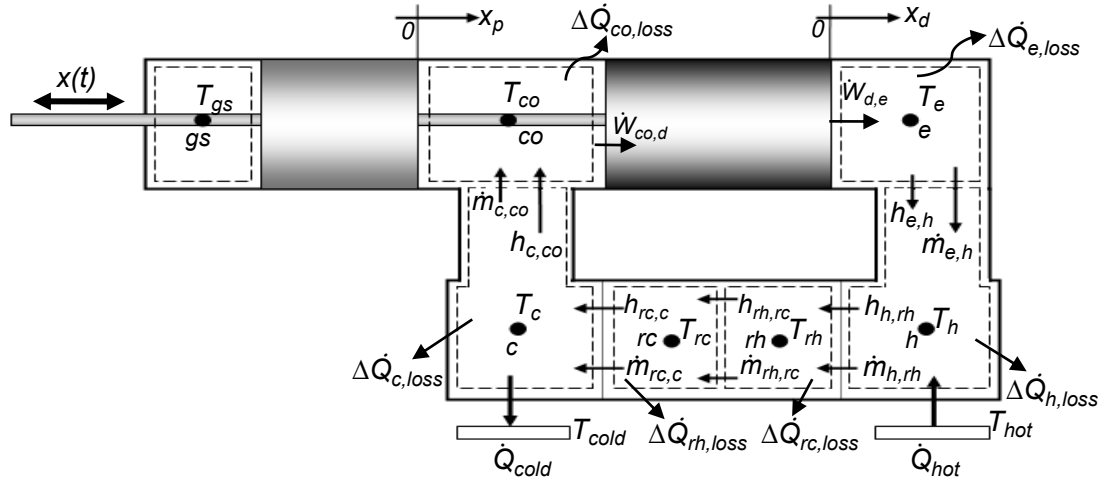 0 x_p
ΔQ̇_co,loss
0 x_d
ΔQ̇_e,loss
x(t)
T_gs
gs
T_co
co
Ẇ_co,d
Ẇ_d,e
T_e
e
ṁ_c,co
h_c,co
h_e,h
ṁ_e,h
T_c
c
h_rc,c
rc T_rc
ṁ_rc,c
h_rh,rc
rh T_rh
ṁ_rh,rc
h_h,rh
h T_h
ṁ_h,rh
ΔQ̇_c,loss
ΔQ̇_h,loss
T_cold
ΔQ̇_rh,loss
ΔQ̇_rc,loss
T_hot
Q̇_cold
Q̇_hot